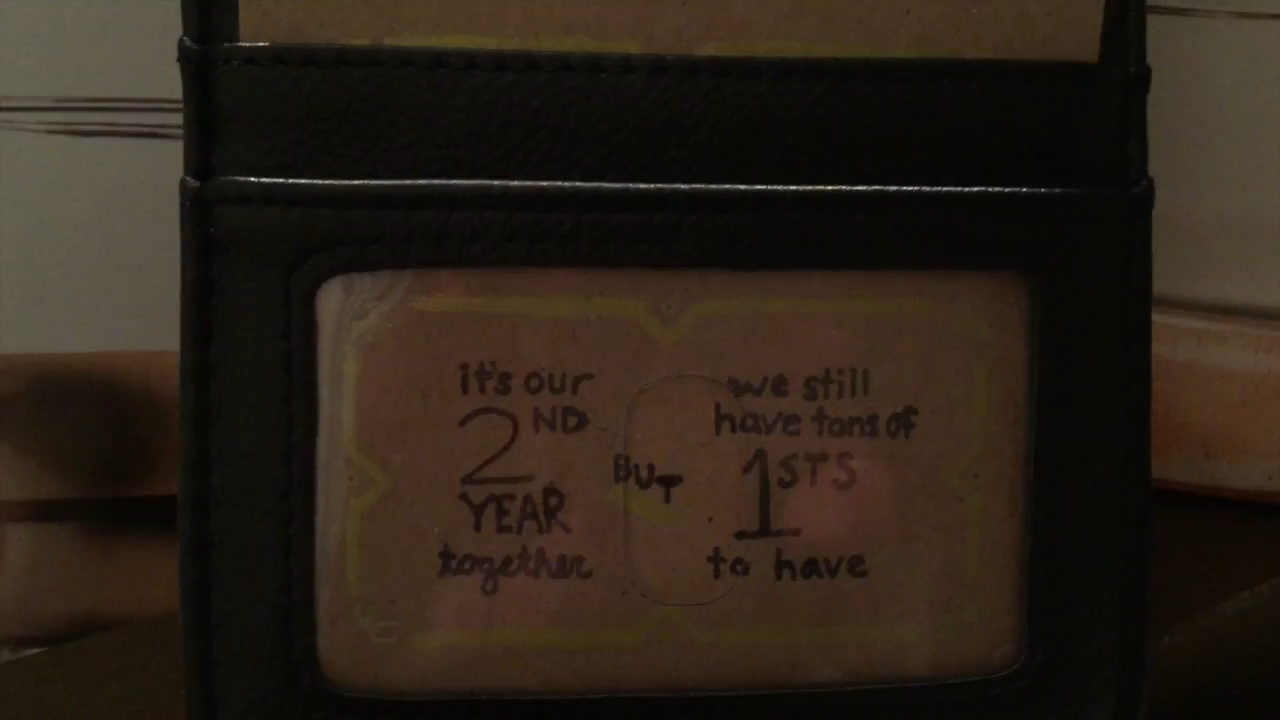 it's our
2ND
YEAR
together
BUT
we still
have tons of
1STS
to have